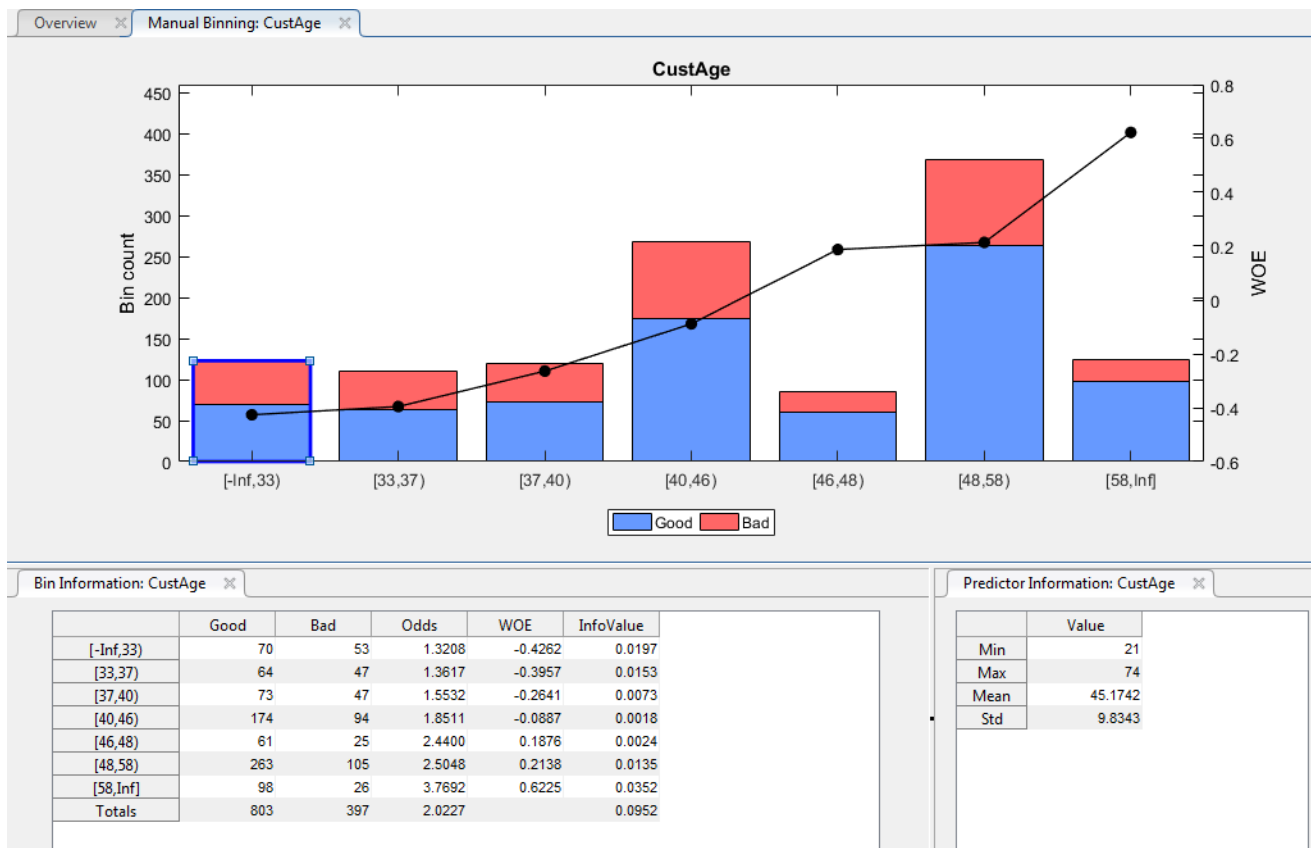 Overview
Manual Binning: CustAge
CustAge
450
400
350
300
250
200
150
100
50
0
Bin count
0.8
0.6
0.4
0.2
0
-0.2
-0.4
-0.6
WOE
[-Inf,33) [33,37) [37,40) [40,46) [46,48) [48,58) [58,Inf]
Good Bad
Bin Information: CustAge
Good Bad Odds WOE InfoValue
[-Inf,33) 70 53 1.3208 -0.4262 0.0197
[33,37) 64 47 1.3617 -0.3957 0.0153
[37,40) 73 47 1.5532 -0.2641 0.0073
[40,46) 174 94 1.8511 -0.0887 0.0018
[46,48) 61 25 2.4400 0.1876 0.0024
[48,58) 263 105 2.5048 0.2138 0.0135
[58,Inf] 98 26 3.7692 0.6225 0.0352
Totals 803 397 2.0227 0.0952
Predictor Information: CustAge
Value
Min 21
Max 74
Mean 45.1742
Std 9.8343